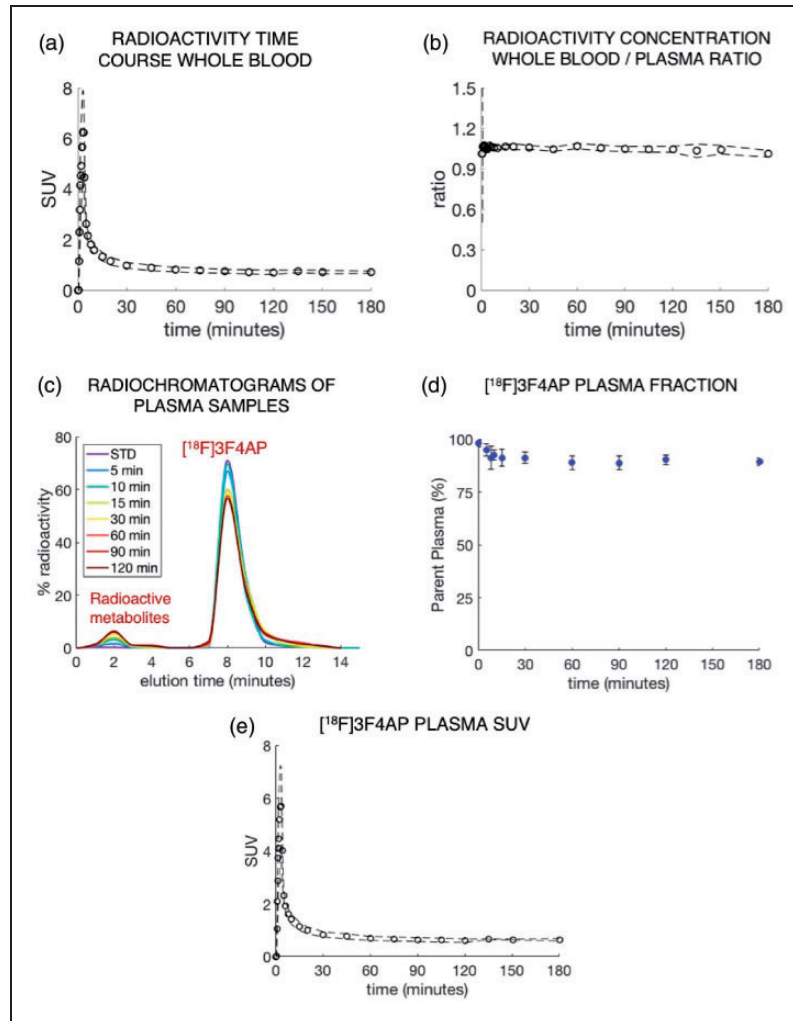 (a)
RADIOACTIVITY TIME
COURSE WHOLE BLOOD
8
6
4
2
0
SUV
0 30 60 90 120 150 180
time (minutes)
(b)
RADIOACTIVITY CONCENTRATION
WHOLE BLOOD / PLASMA RATIO
1.5
1.2
0.9
0.6
0.3
0
ratio
0 30 60 90 120 150 180
time (minutes)
(c)
RADIOCHROMATOGRAMS OF
PLASMA SAMPLES
80
60
40
20
0
% radioactivity
STD
5 min
10 min
15 min
30 min
60 min
90 min
120 min
[¹⁸F]3F4AP
Radioactive
metabolites
0 2 4 6 8 10 12 14
elution time (minutes)
(d)
[¹⁸F]3F4AP PLASMA FRACTION
100
75
50
25
0
Parent Plasma (%)
0 30 60 90 120 150 180
time (minutes)
(e)
[¹⁸F]3F4AP PLASMA SUV
8
6
4
2
0
SUV
0 30 60 90 120 150 180
time (minutes)